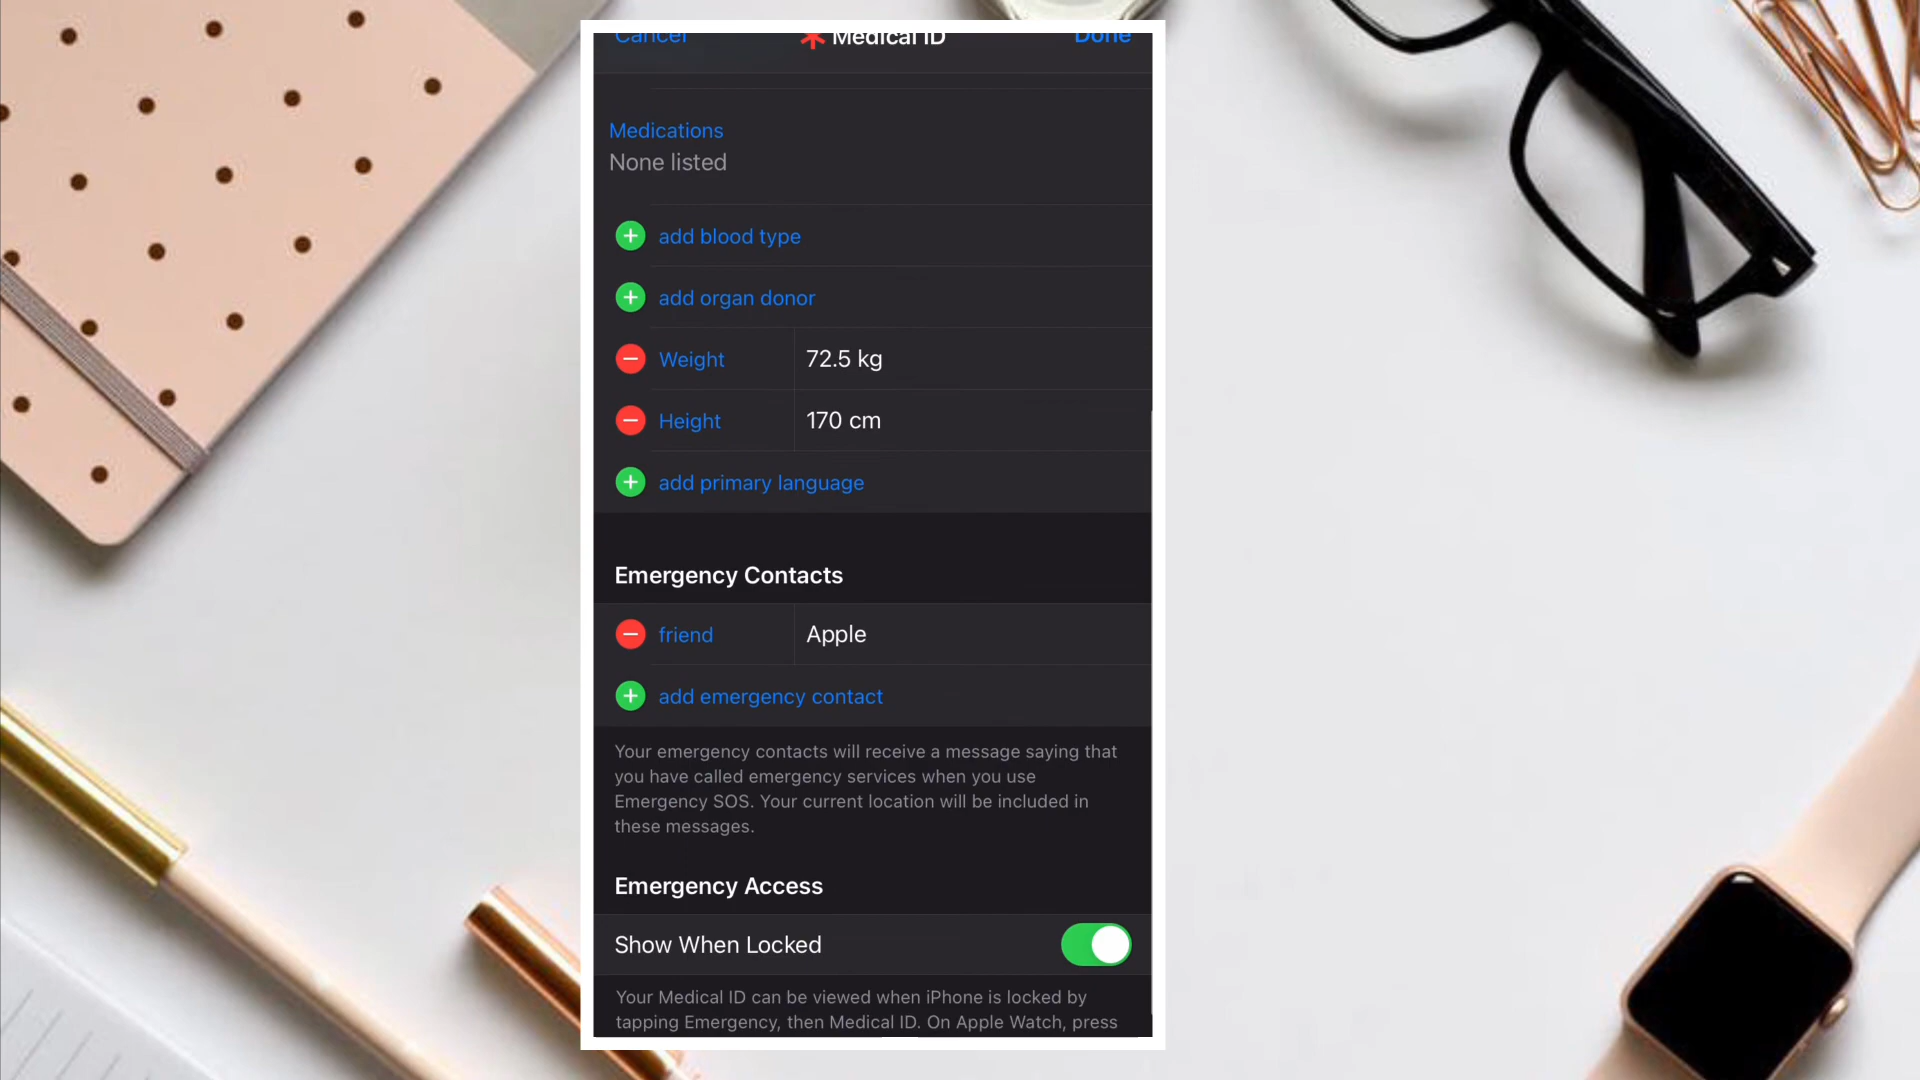 Cancel Medical ID Done
Medications
None listed
add blood type
add organ donor
Weight 72.5 kg
Height 170 cm
add primary language
Emergency Contacts
friend Apple
add emergency contact
Your emergency contacts will receive a message saying that
you have called emergency services when you use
Emergency SOS. Your current location will be included in
these messages.
Emergency Access
Show When Locked
Your Medical ID can be viewed when iPhone is locked by
tapping Emergency, then Medical ID. On Apple Watch, press